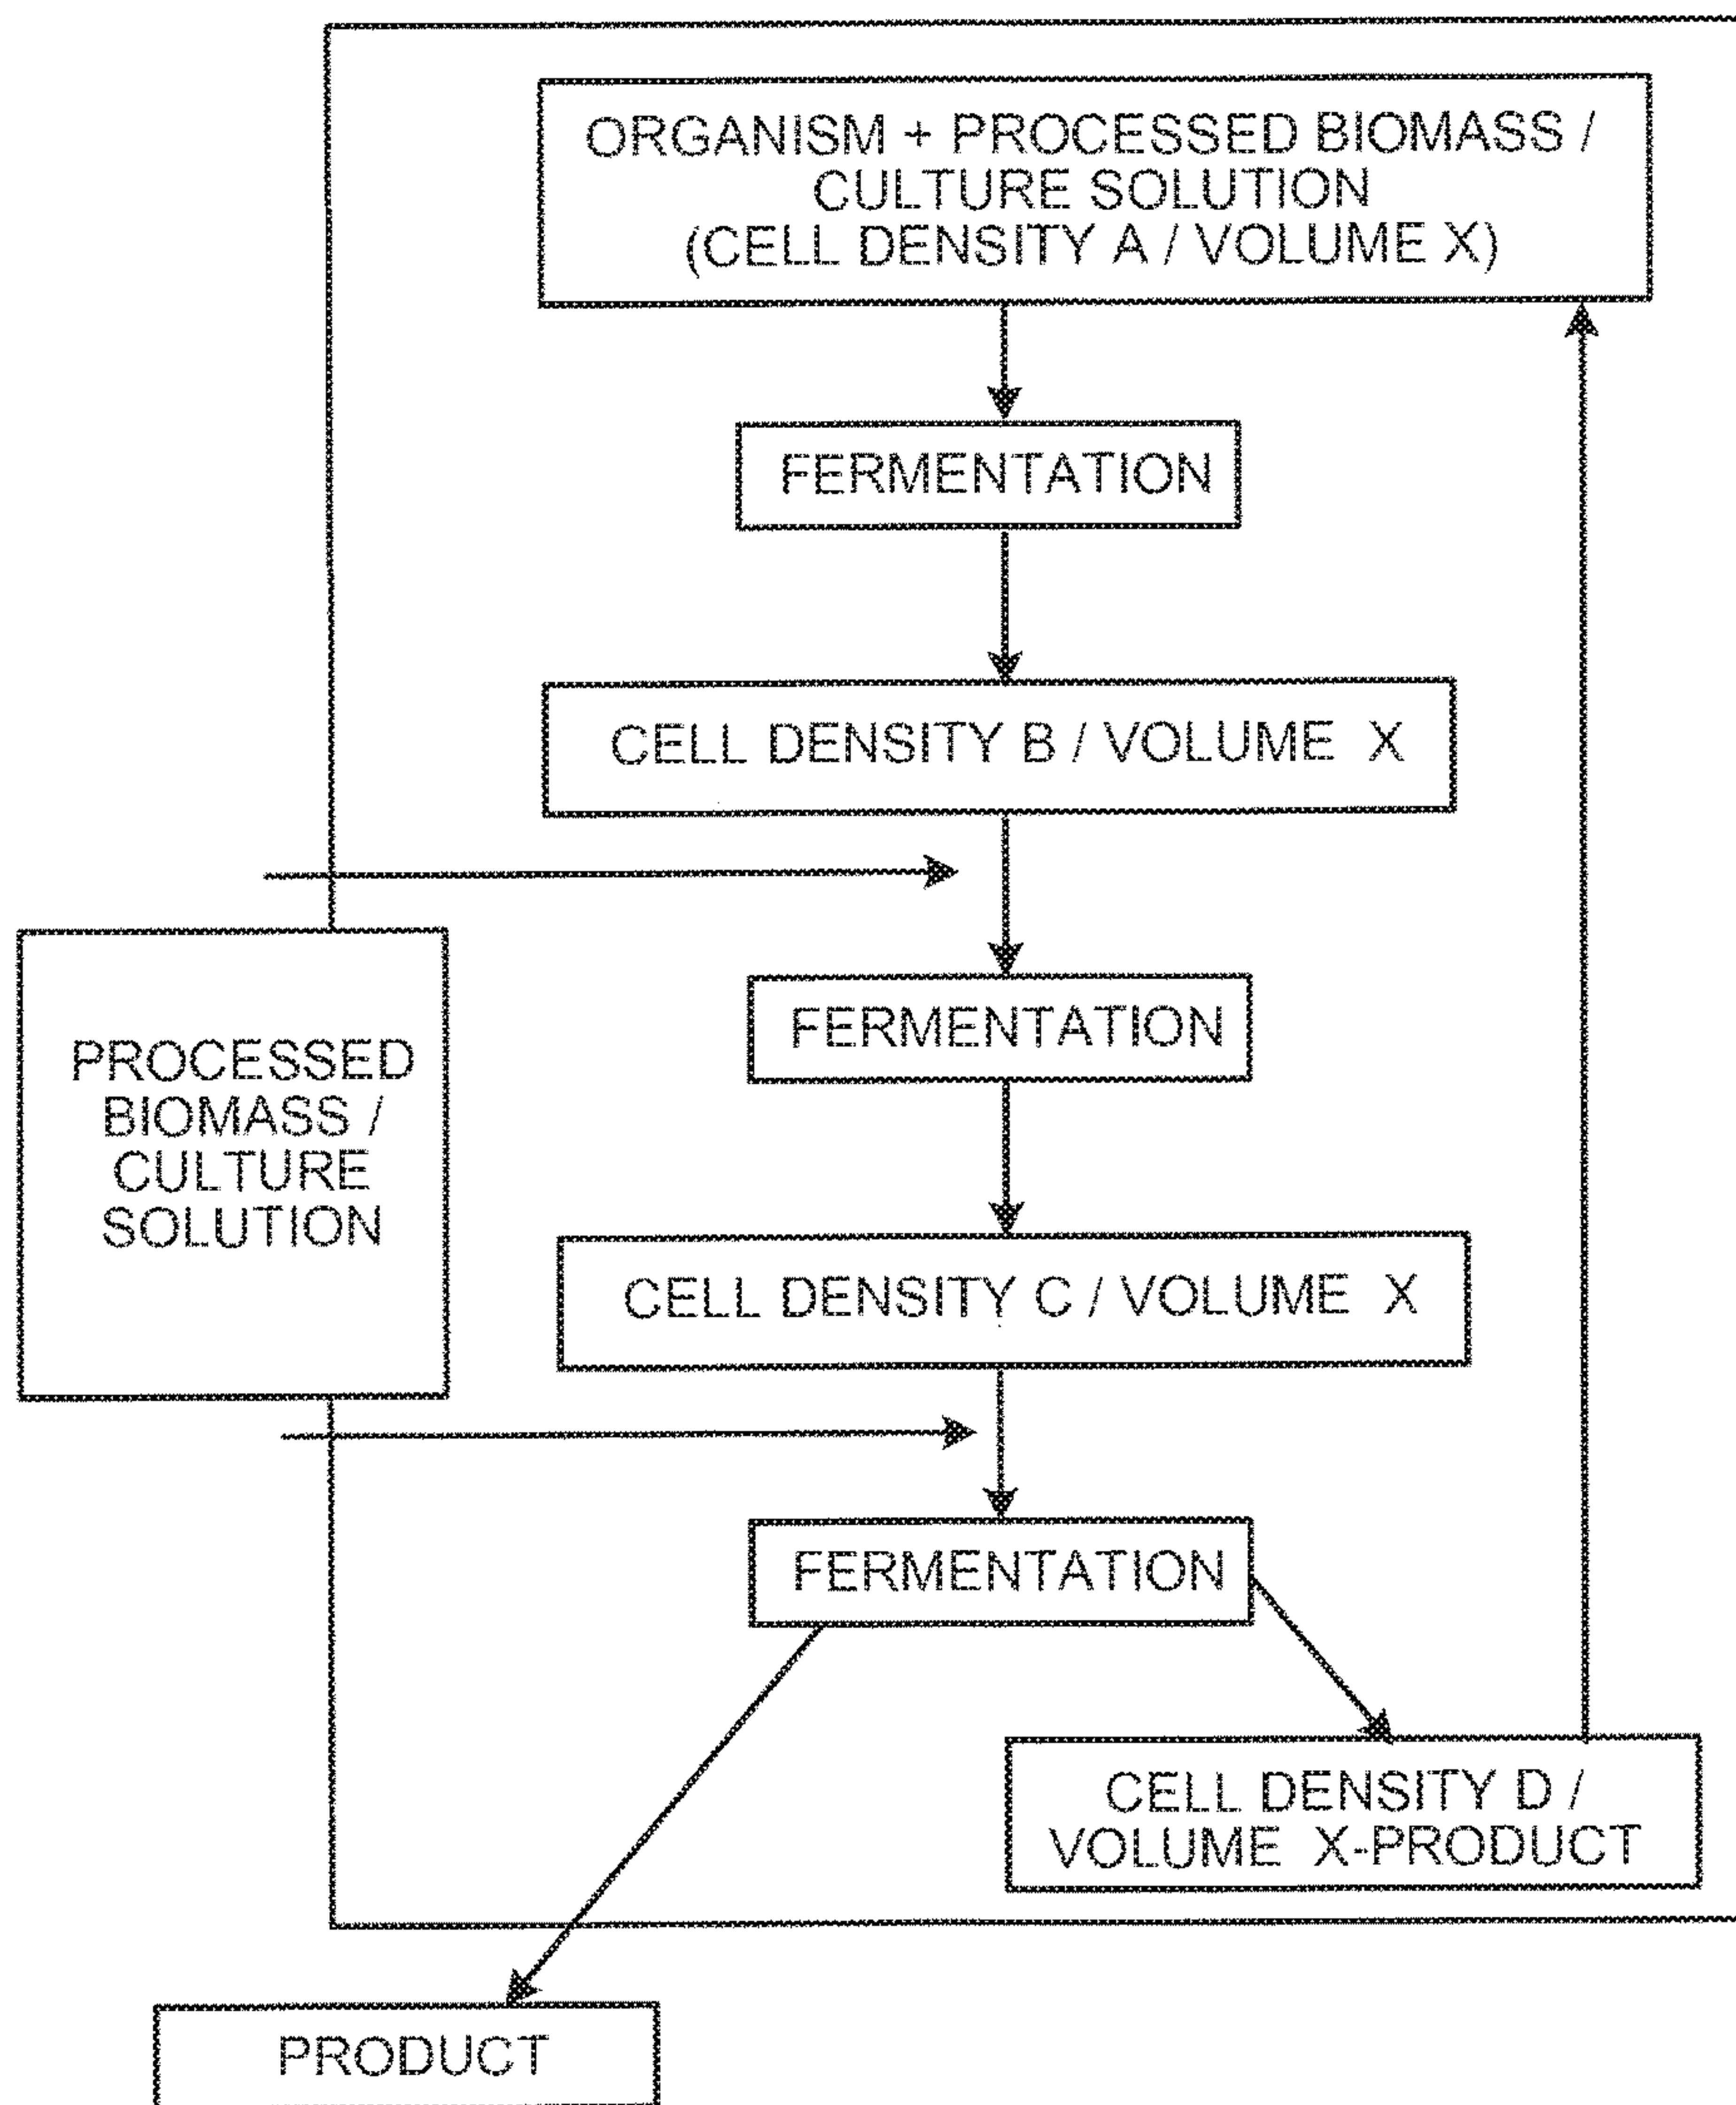 ORGANISM + PROCESSED BIOMASS /
CULTURE SOLUTION
(CELL DENSITY A / VOLUME X)
FERMENTATION
CELL DENSITY B / VOLUME X
FERMENTATION
PROCESSED
BIOMASS /
CULTURE
SOLUTION
CELL DENSITY C / VOLUME X
FERMENTATION
CELL DENSITY D /
VOLUME X-PRODUCT
PRODUCT